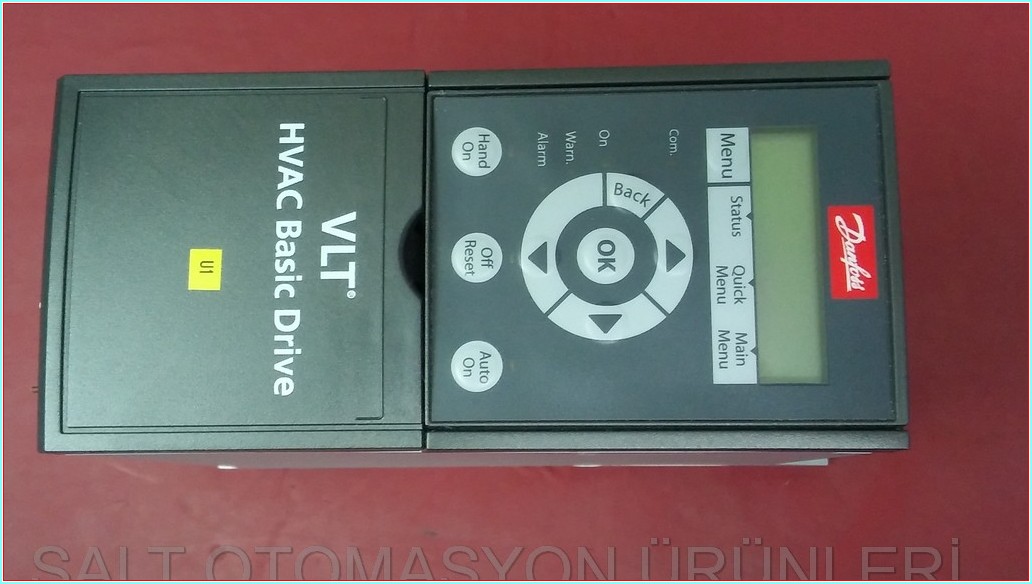 Danfoss
Menu
Status
Quick
Menu
Main
Menu
Com.
On
Warn.
Alarm
Back
OK
Hand
On
Off
Reset
Auto
On
VLT®
HVAC Basic Drive
U1
SALT OTOMASYON ÜRÜNLERİ